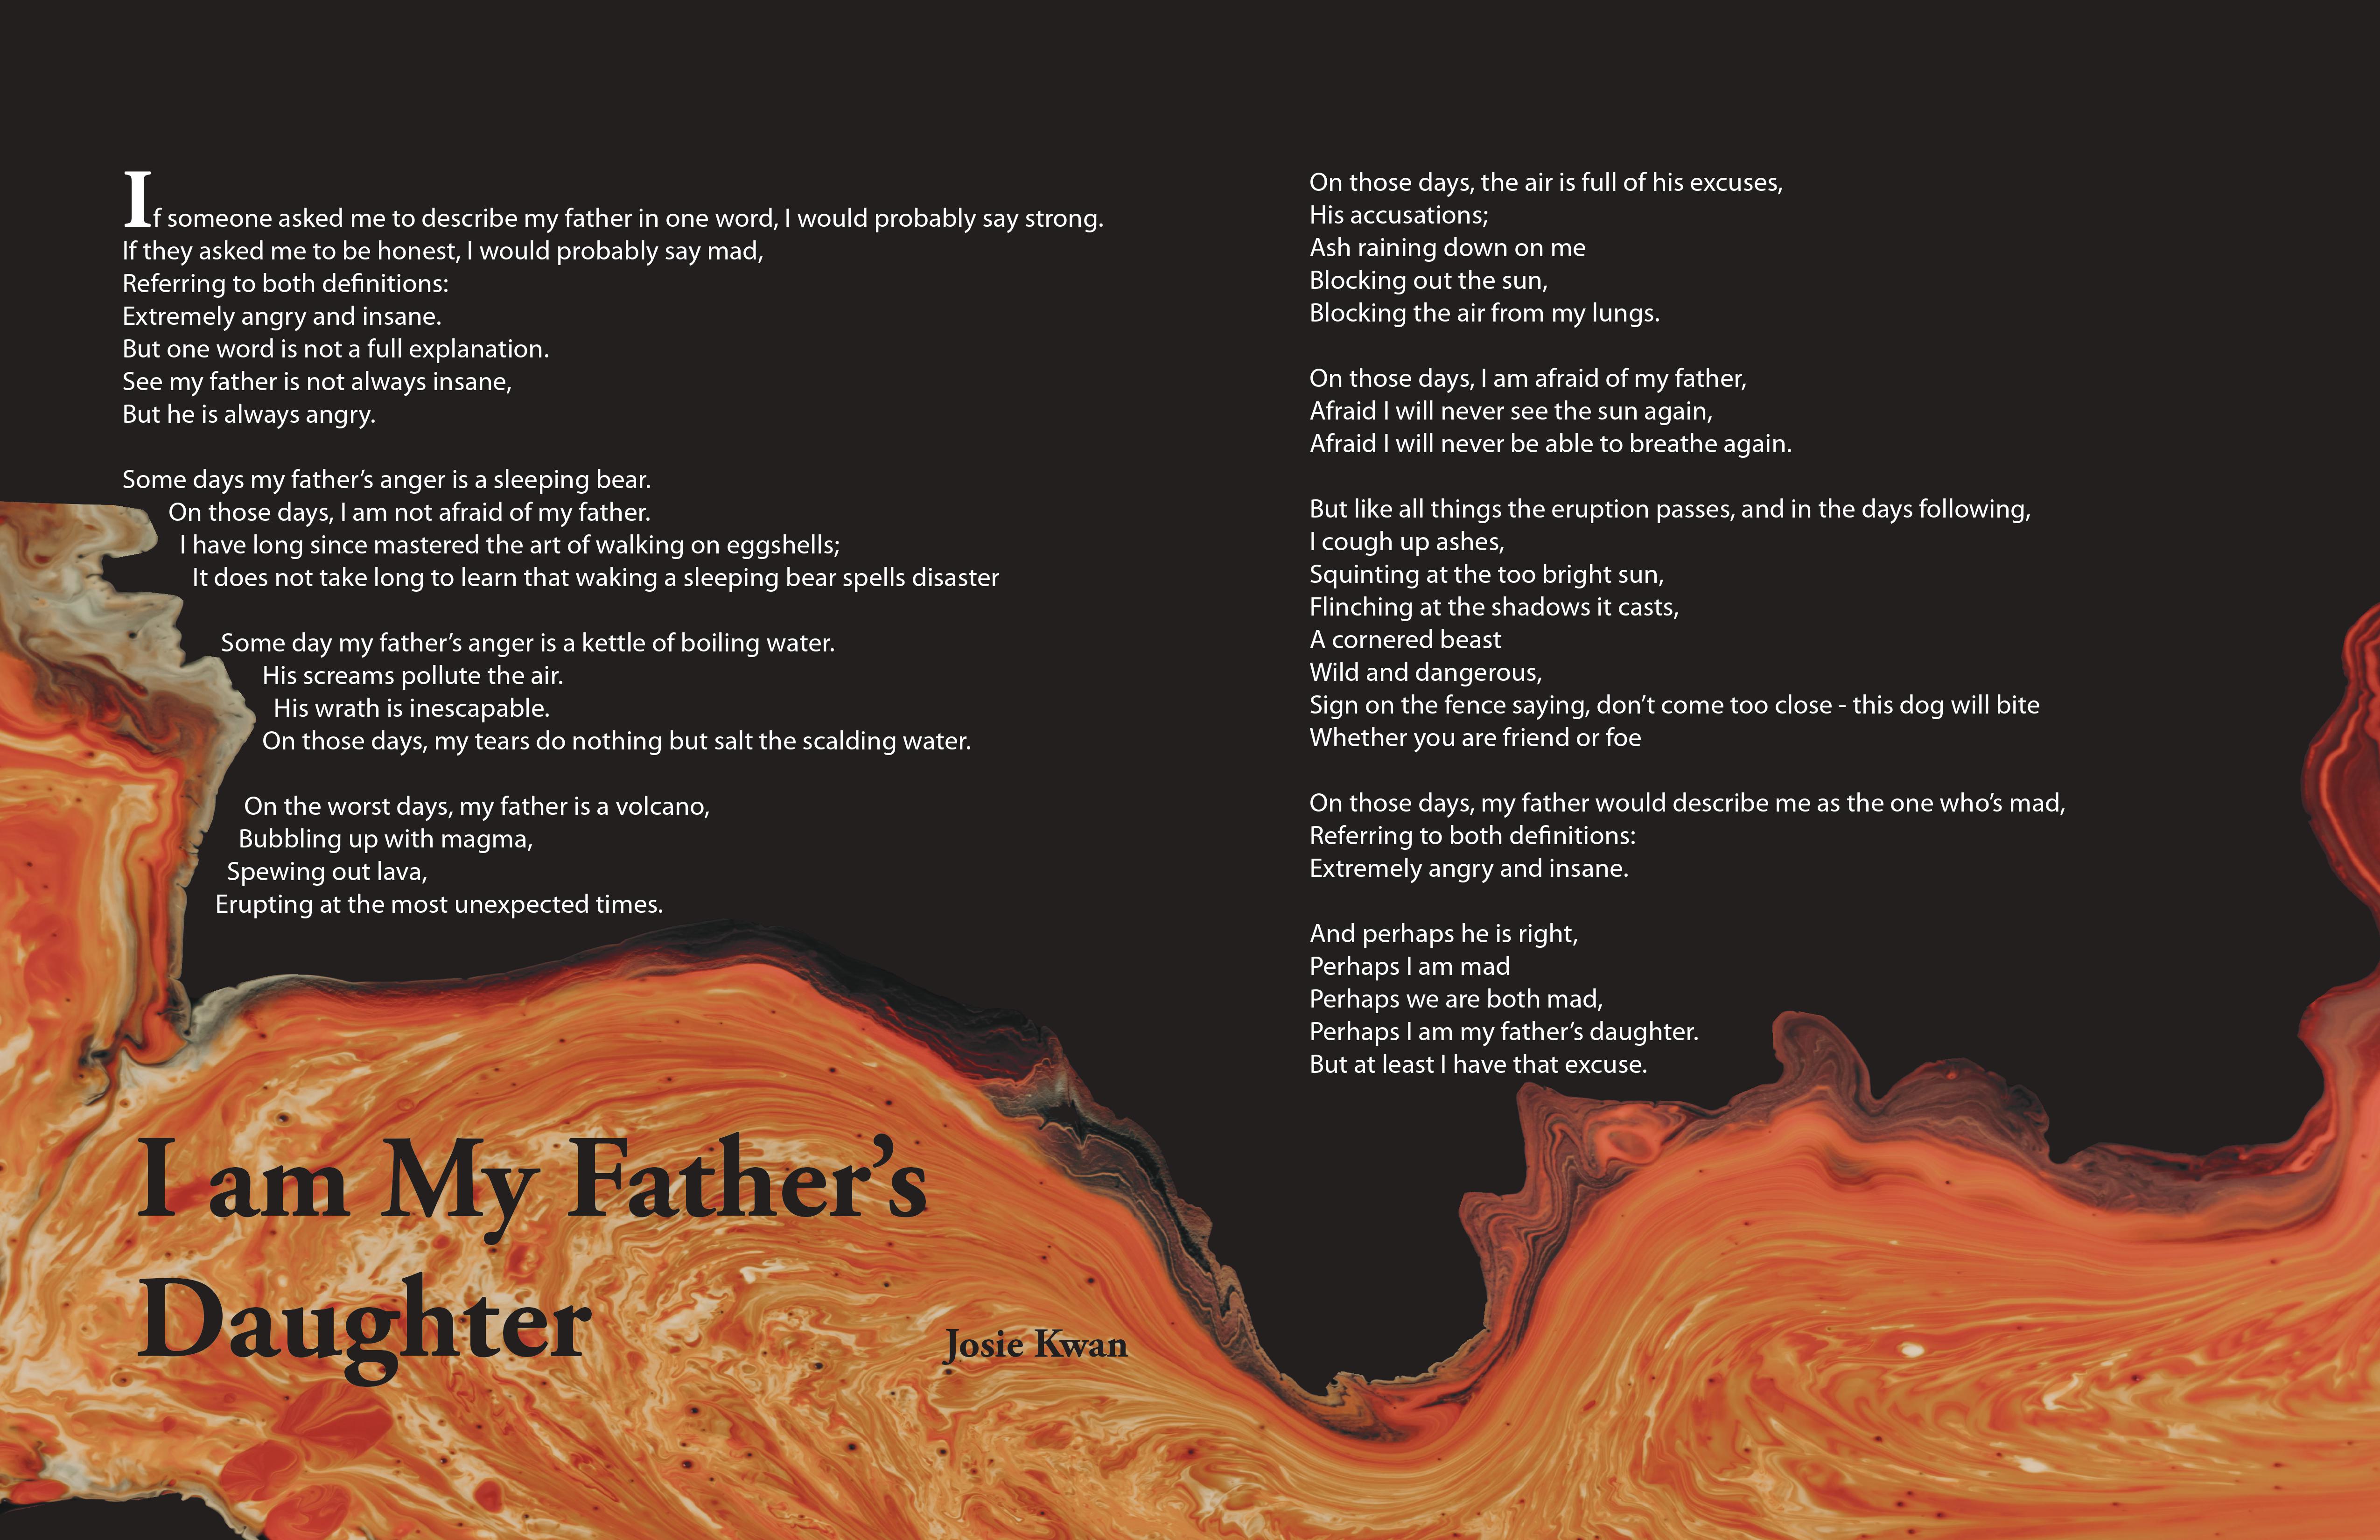 If someone asked me to describe my father in one word, I would probably say strong.
If they asked me to be honest, I would probably say mad,
Referring to both definitions:
Extremely angry and insane.
But one word is not a full explanation.
See my father is not always insane,
But he is always angry.
Some days my father’s anger is a sleeping bear.
On those days, I am not afraid of my father.
I have long since mastered the art of walking on eggshells;
It does not take long to learn that waking a sleeping bear spells disaster
Some day my father’s anger is a kettle of boiling water.
His screams pollute the air.
His wrath is inescapable.
On those days, my tears do nothing but salt the scalding water.
On the worst days, my father is a volcano,
Bubbling up with magma,
Spewing out lava,
Erupting at the most unexpected times.
On those days, the air is full of his excuses,
His accusations;
Ash raining down on me
Blocking out the sun,
Blocking the air from my lungs.
On those days, I am afraid of my father,
Afraid I will never see the sun again,
Afraid I will never be able to breathe again.
But like all things the eruption passes, and in the days following,
I cough up ashes,
Squinting at the too bright sun,
Flinching at the shadows it casts,
A cornered beast
Wild and dangerous,
Sign on the fence saying, don’t come too close - this dog will bite
Whether you are friend or foe
On those days, my father would describe me as the one who’s mad,
Referring to both definitions:
Extremely angry and insane.
And perhaps he is right,
Perhaps I am mad
Perhaps we are both mad,
Perhaps I am my father’s daughter.
But at least I have that excuse.
I am My Father’s
Daughter
Josie Kwan